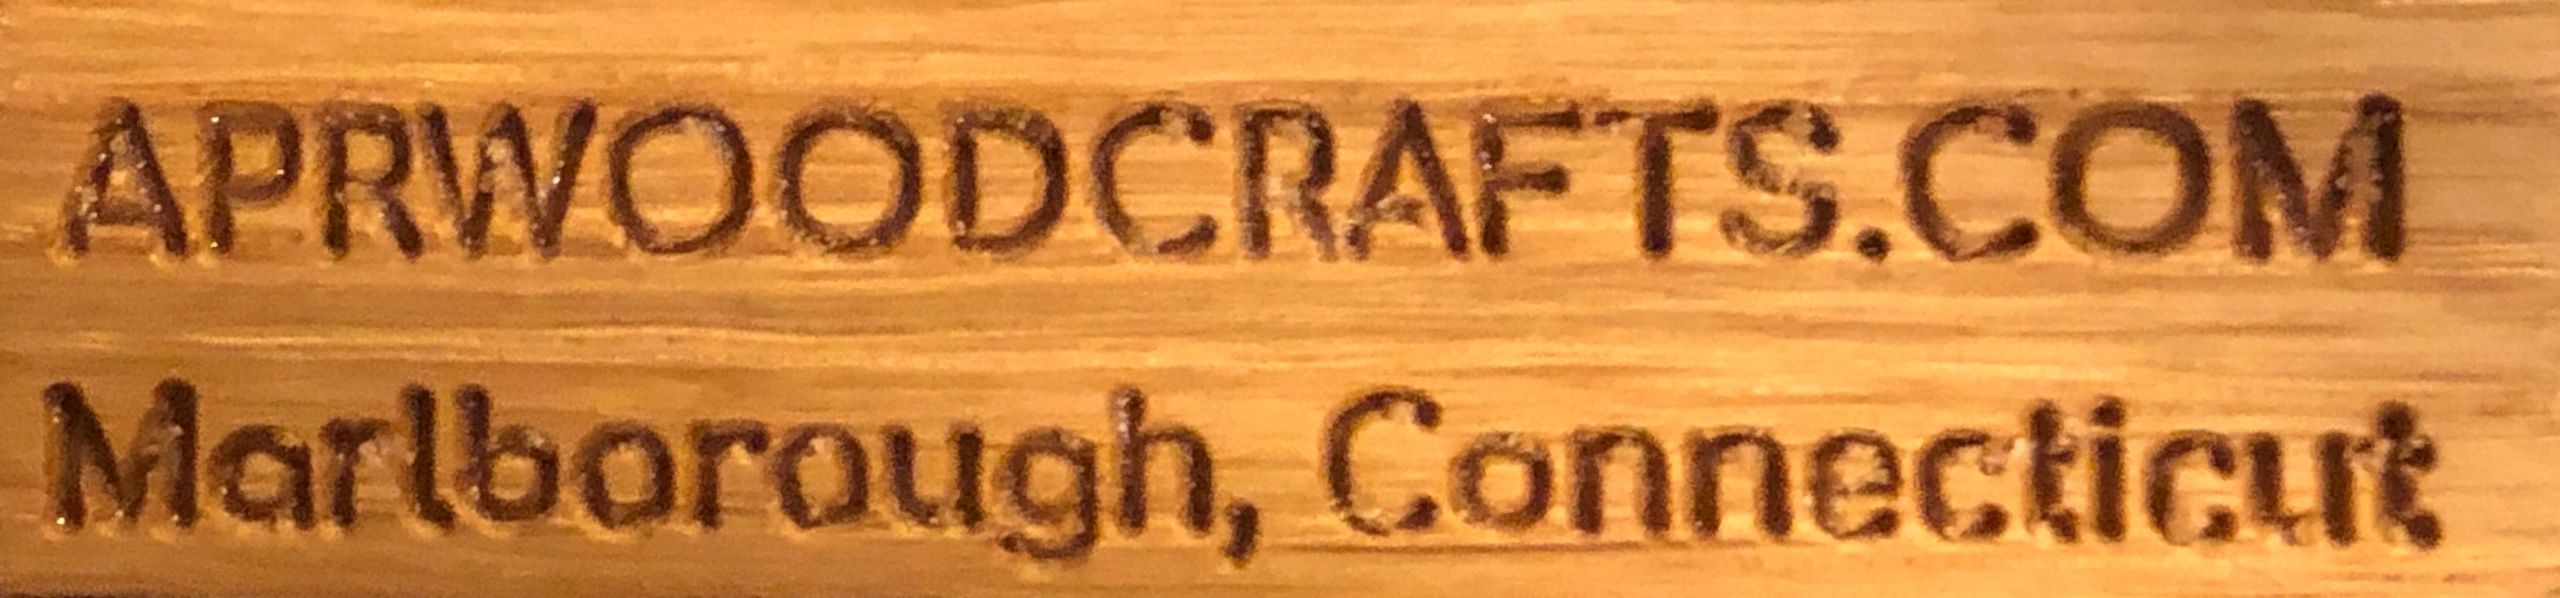 APRWOODCRAFTS.COM
Marlborough, Connecticut